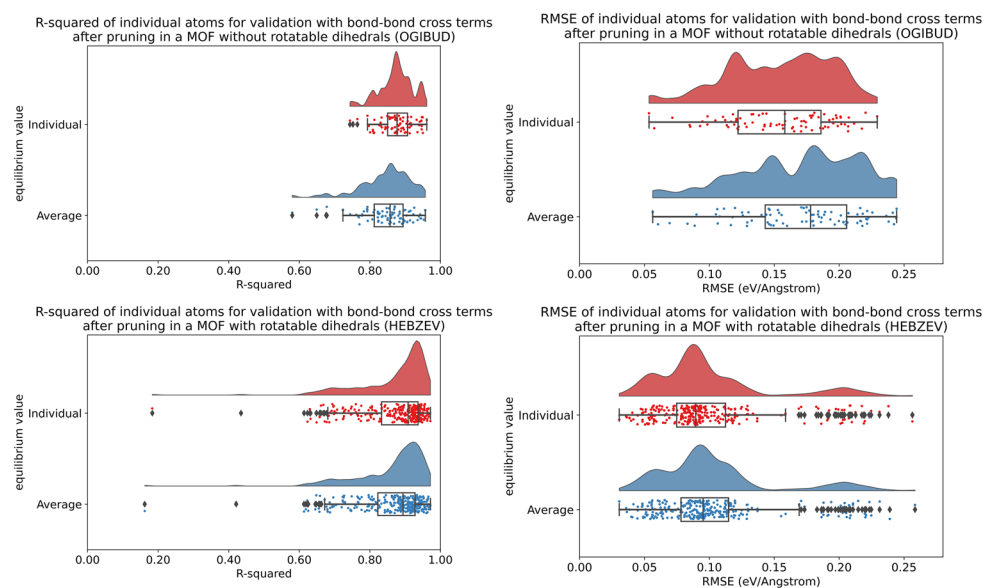 R-squared of individual atoms for validation with bond-bond cross terms
after pruning in a MOF without rotatable dihedrals (OGIBUD)
equilibrium value
Individual
Average
0.00 0.20 0.40 0.60 0.80 1.00
R-squared
RMSE of individual atoms for validation with bond-bond cross terms
after pruning in a MOF without rotatable dihedrals (OGIBUD)
equilibrium value
Individual
Average
0.00 0.05 0.10 0.15 0.20 0.25
RMSE (eV/Angstrom)
R-squared of individual atoms for validation with bond-bond cross terms
after pruning in a MOF with rotatable dihedrals (HEBZEV)
equilibrium value
Individual
equilibrium value
Average
0.00 0.20 0.40 0.60 0.80 1.00
R-squared
RMSE of individual atoms for validation with bond-bond cross terms
after pruning in a MOF with rotatable dihedrals (HEBZEV)
equilibrium value
Individual
equilibrium value
Average
0.00 0.05 0.10 0.15 0.20 0.25
RMSE (eV/Angstrom)